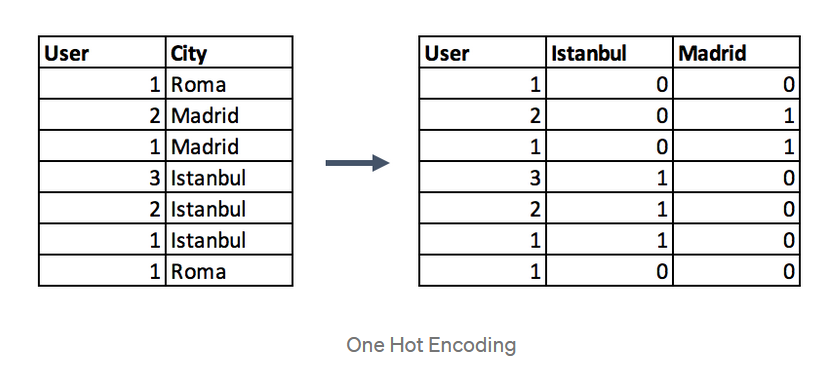 User City User Istanbul Madrid
1 Roma 1 0 0
2 Madrid 2 0 1
1 Madrid 1 0 1
3 Istanbul 3 1 0
2 Istanbul 2 1 0
1 Istanbul 1 1 0
1 Roma 1 0 0
One Hot Encoding